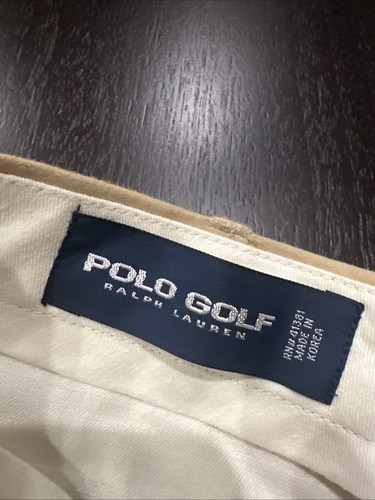 POLO GOLF
RALPH LAUREN
RN# 41381
MADE IN
KOREA